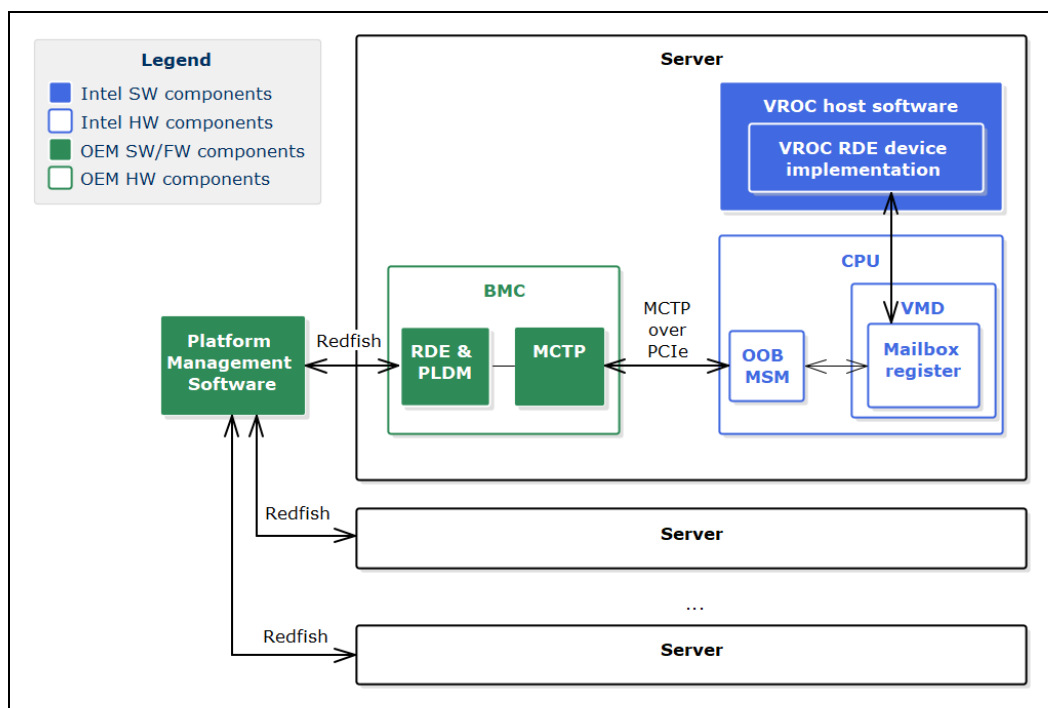 Legend
Intel SW components
Intel HW components
OEM SW/FW components
OEM HW components
Server
VROC host software
VROC RDE device
implementation
CPU
VMD
Mailbox
register
OOB
MSM
MCTP
over
PCIe
BMC
RDE &
PLDM
MCTP
Redfish
Platform
Management
Software
Redfish
Server
...
Redfish
Server